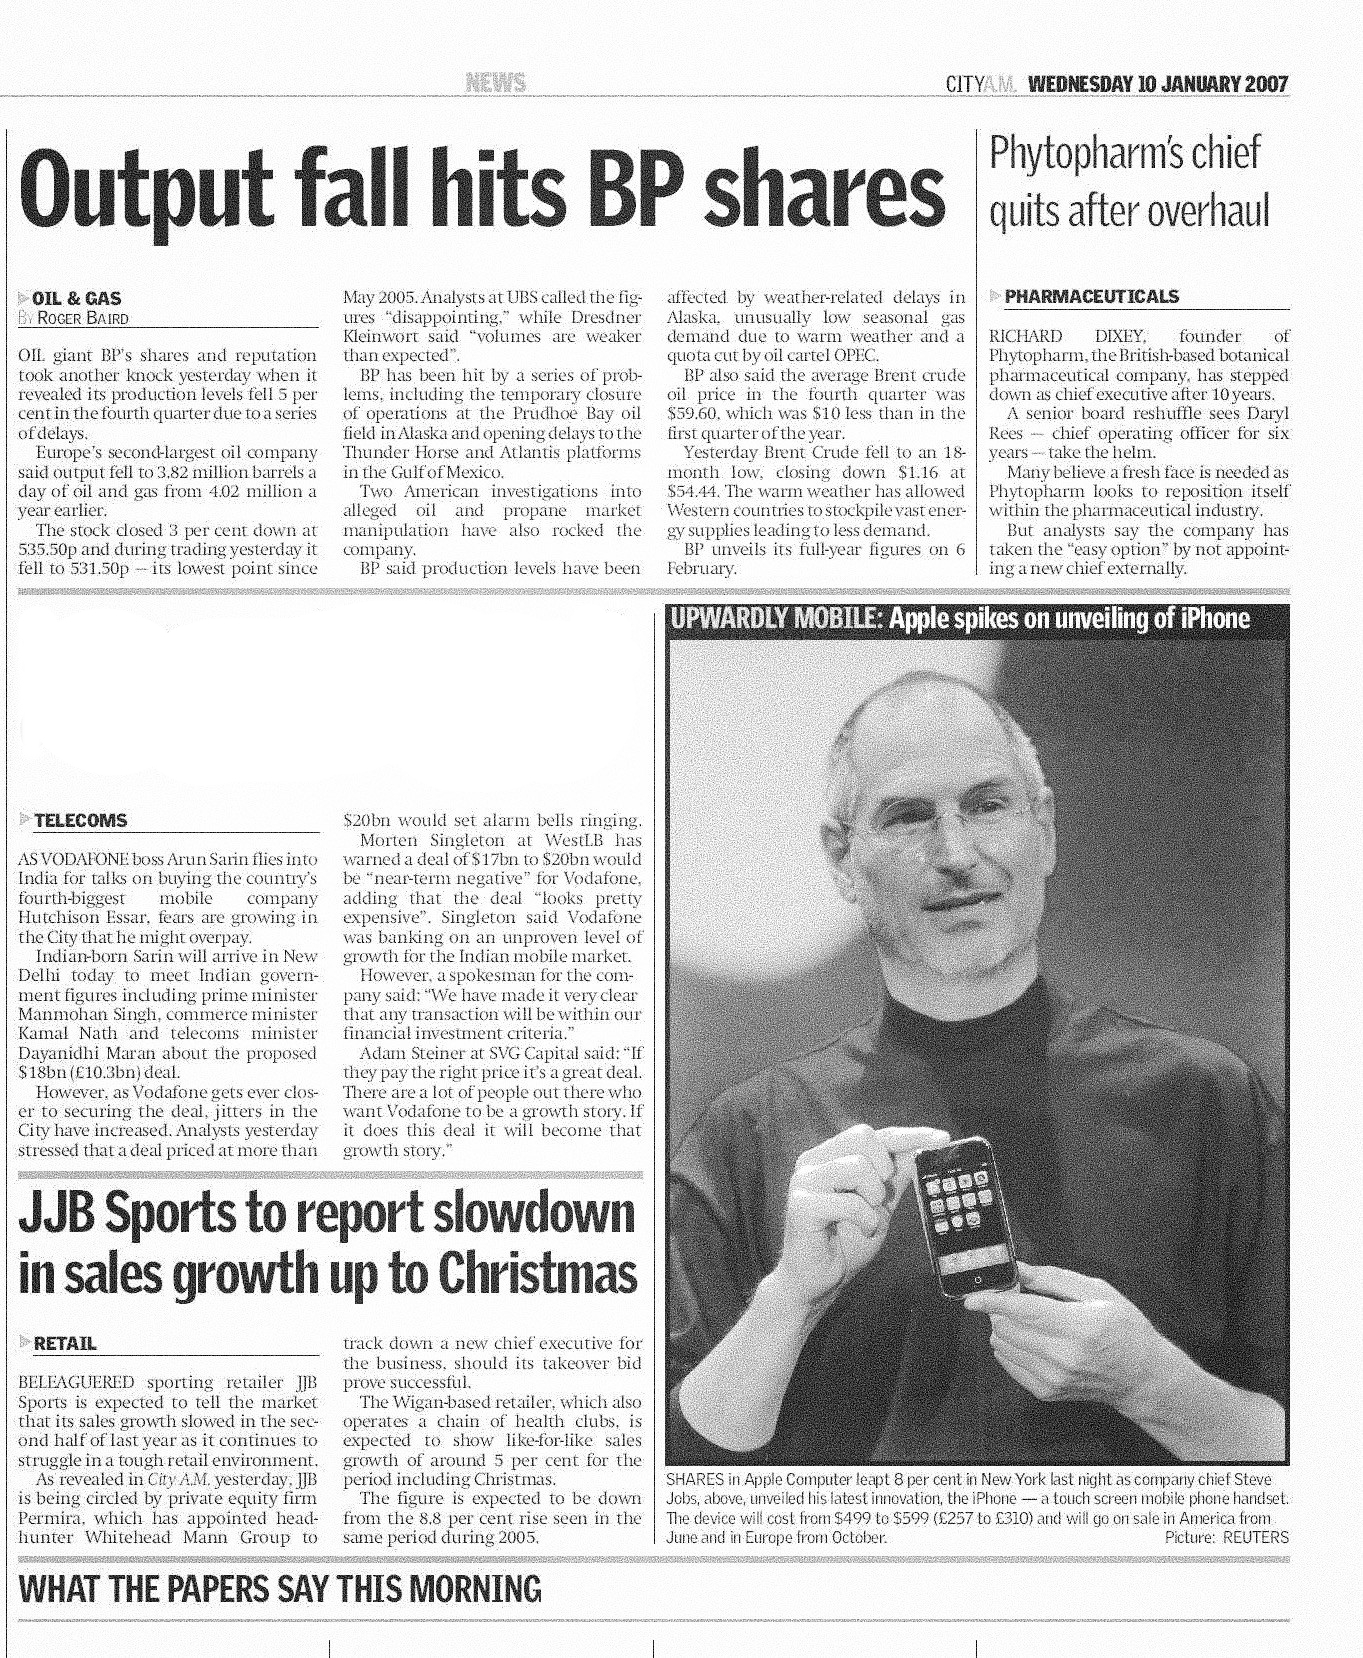 NEWS
CITYA.M. WEDNESDAY 10 JANUARY 2007
Output fall hits BP shares
OIL & GAS
BY ROGER BAIRD
OIL giant BP's shares and reputation
took another knock yesterday when it
revealed its production levels fell 5 per
cent in the fourth quarter due to a series
of delays.
Europe's second-largest oil company
said output fell to 3.82 million barrels a
day of oil and gas from 4.02 million a
year earlier.
The stock closed 3 per cent down at
535.50p and during trading yesterday it
fell to 531.50p — its lowest point since
May 2005. Analysts at UBS called the fig-
ures "disappointing," while Dresdner
Kleinwort said "volumes are weaker
than expected".
BP has been hit by a series of prob-
lems, including the temporary closure
of operations at the Prudhoe Bay oil
field in Alaska and opening delays to the
Thunder Horse and Atlantis platforms
in the Gulf of Mexico.
Two American investigations into
alleged oil and propane market
manipulation have also rocked the
company.
BP said production levels have been
affected by weather-related delays in
Alaska, unusually low seasonal gas
demand due to warm weather and a
quota cut by oil cartel OPEC.
BP also said the average Brent crude
oil price in the fourth quarter was
$59.60, which was $10 less than in the
first quarter of the year.
Yesterday Brent Crude fell to an 18-
month low, closing down $1.16 at
$54.44. The warm weather has allowed
Western countries to stockpile vast ener-
gy supplies leading to less demand.
BP unveils its full-year figures on 6
February.
Phytopharm's chief
quits after overhaul
PHARMACEUTICALS
RICHARD DIXEY, founder of
Phytopharm, the British-based botanical
pharmaceutical company, has stepped
down as chief executive after 10 years.
A senior board reshuffle sees Daryl
Rees — chief operating officer for six
years — take the helm.
Many believe a fresh face is needed as
Phytopharm looks to reposition itself
within the pharmaceutical industry.
But analysts say the company has
taken the "easy option" by not appoint-
ing a new chief externally.
TELECOMS
AS VODAFONE boss Arun Sarin flies into
India for talks on buying the country's
fourth-biggest mobile company
Hutchison Essar, fears are growing in
the City that he might overpay.
Indian-born Sarin will arrive in New
Delhi today to meet Indian govern-
ment figures including prime minister
Manmohan Singh, commerce minister
Kamal Nath and telecoms minister
Dayanidhi Maran about the proposed
$18bn (£10.3bn) deal.
However, as Vodafone gets ever clos-
er to securing the deal, jitters in the
City have increased. Analysts yesterday
stressed that a deal priced at more than
$20bn would set alarm bells ringing.
Morten Singleton at WestLB has
warned a deal of $17bn to $20bn would
be "near-term negative" for Vodafone,
adding that the deal "looks pretty
expensive". Singleton said Vodafone
was banking on an unproven level of
growth for the Indian mobile market.
However, a spokesman for the com-
pany said: "We have made it very clear
that any transaction will be within our
financial investment criteria."
Adam Steiner at SVG Capital said: "If
they pay the right price it's a great deal.
There are a lot of people out there who
want Vodafone to be a growth story. If
it does this deal it will become that
growth story."
JJB Sports to report slowdown
in sales growth up to Christmas
RETAIL
BELEAGUERED sporting retailer JJB
Sports is expected to tell the market
that its sales growth slowed in the sec-
ond half of last year as it continues to
struggle in a tough retail environment.
As revealed in City A.M. yesterday, JJB
is being circled by private equity firm
Permira, which has appointed head-
hunter Whitehead Mann Group to
track down a new chief executive for
the business, should its takeover bid
prove successful.
The Wigan-based retailer, which also
operates a chain of health clubs, is
expected to show like-for-like sales
growth of around 5 per cent for the
period including Christmas.
The figure is expected to be down
from the 8.8 per cent rise seen in the
same period during 2005.
UPWARDLY MOBILE: Apple spikes on unveiling of iPhone
SHARES in Apple Computer leapt 8 per cent in New York last night as company chief Steve
Jobs, above, unveiled his latest innovation, the iPhone — a touch screen mobile phone handset.
The device will cost from $499 to $599 (£257 to £310) and will go on sale in America from
June and in Europe from October. Picture: REUTERS
WHAT THE PAPERS SAY THIS MORNING